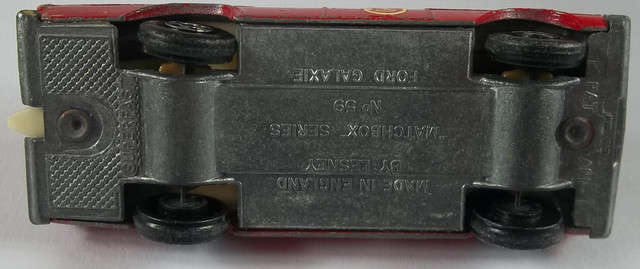 MADE IN ENGLAND
BY LESNEY
"MATCHBOX" SERIES
Nº 59
FORD GALAXIE